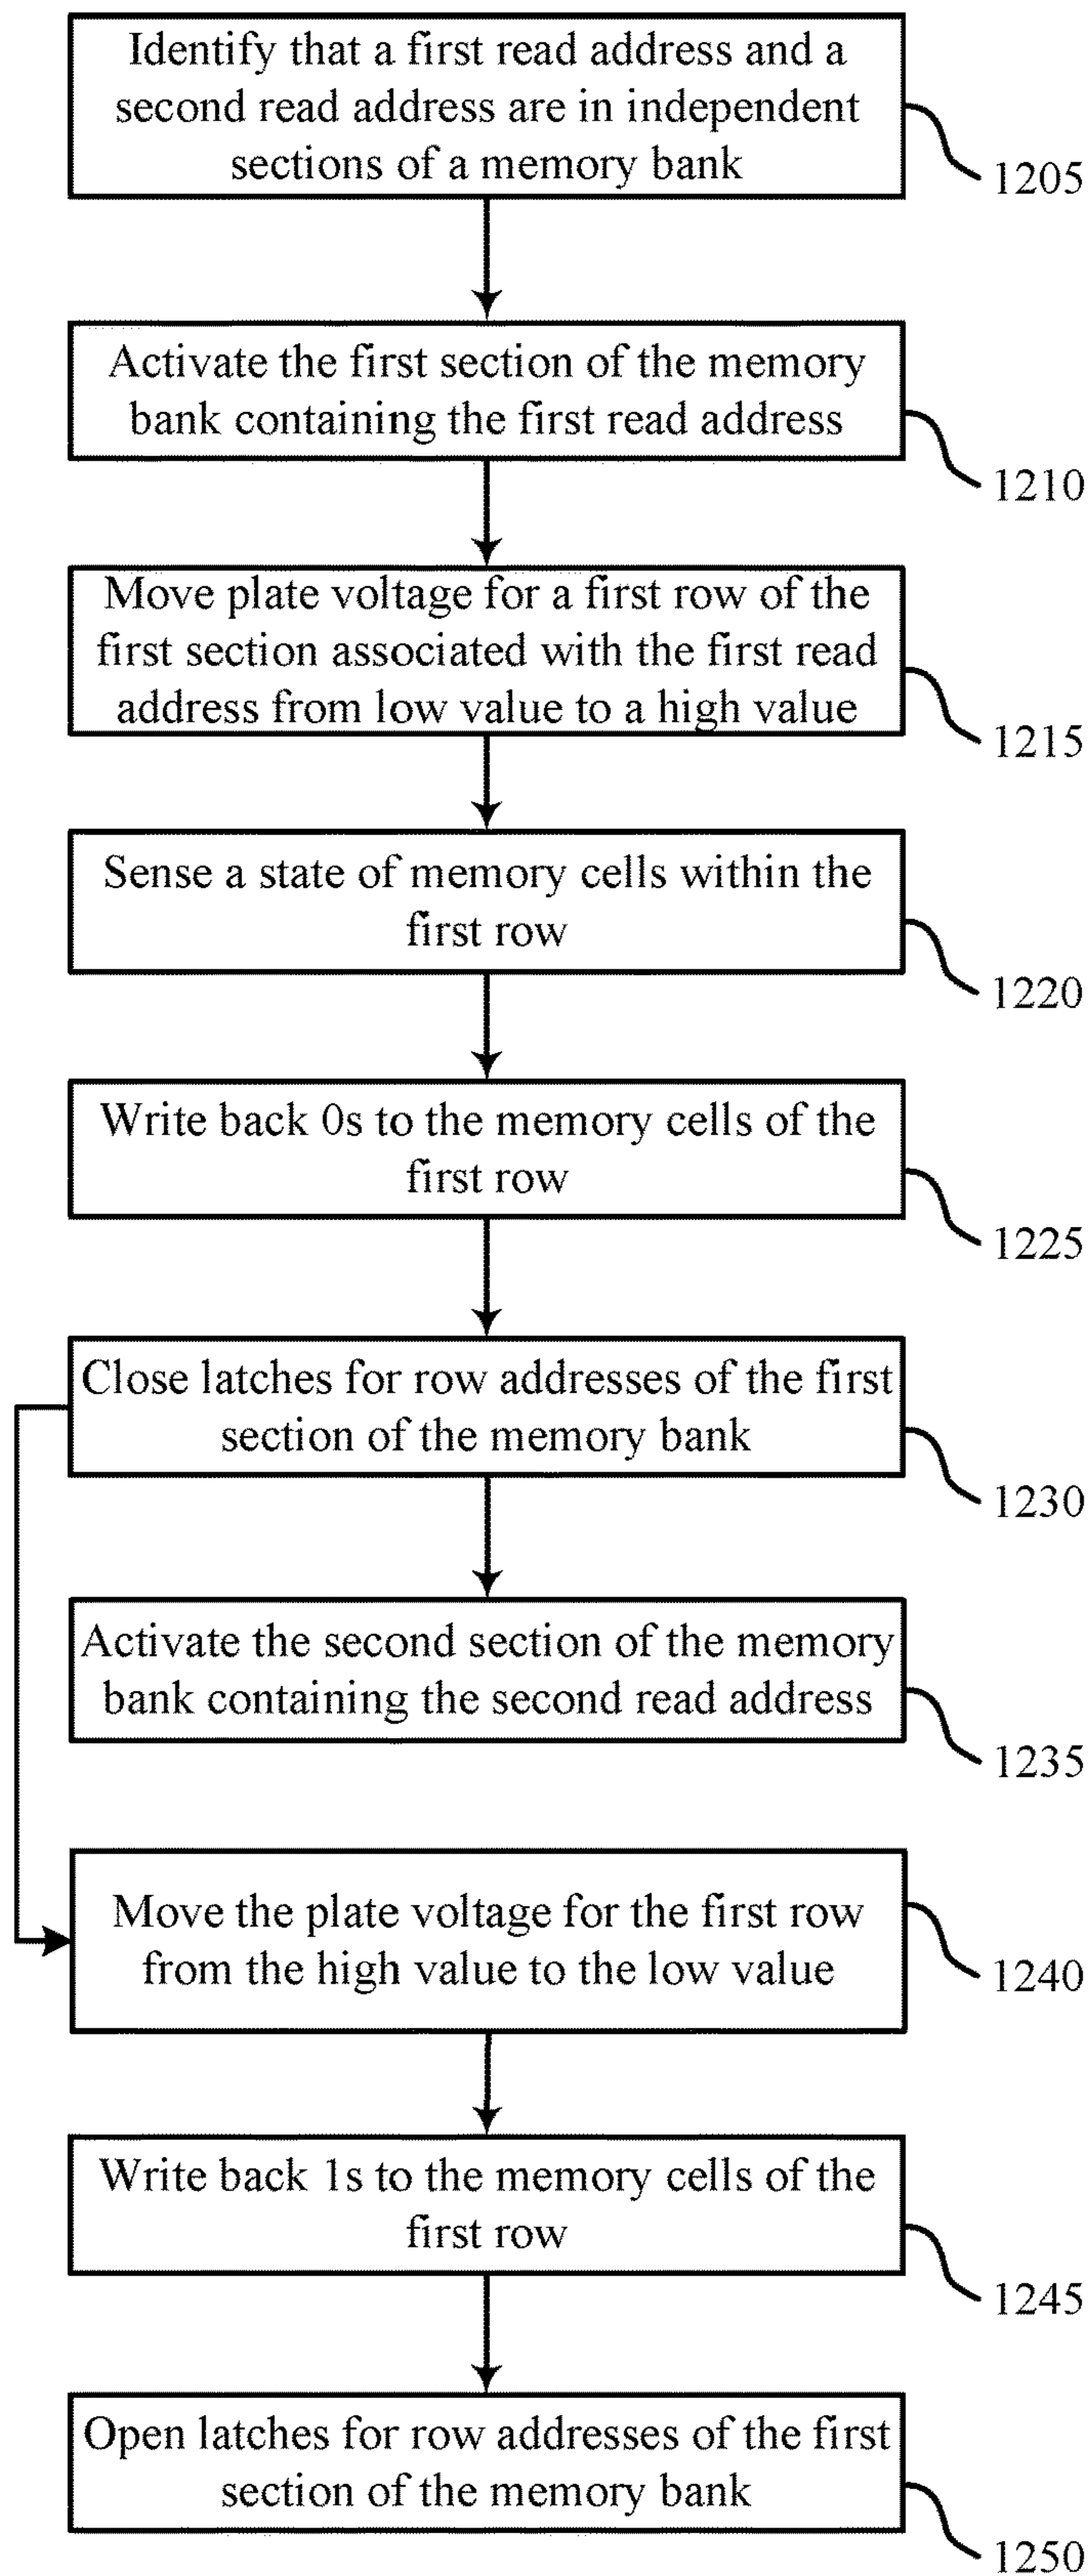 Identify that a first read address and a
second read address are in independent
sections of a memory bank
1205
Activate the first section of the memory
bank containing the first read address
1210
Move plate voltage for a first row of the
first section associated with the first read
address from low value to a high value
1215
Sense a state of memory cells within the
first row
1220
Write back 0s to the memory cells of the
first row
1225
Close latches for row addresses of the first
section of the memory bank
1230
Activate the second section of the memory
bank containing the second read address
1235
Move the plate voltage for the first row
from the high value to the low value
1240
Write back 1s to the memory cells of the
first row
1245
Open latches for row addresses of the first
section of the memory bank
1250